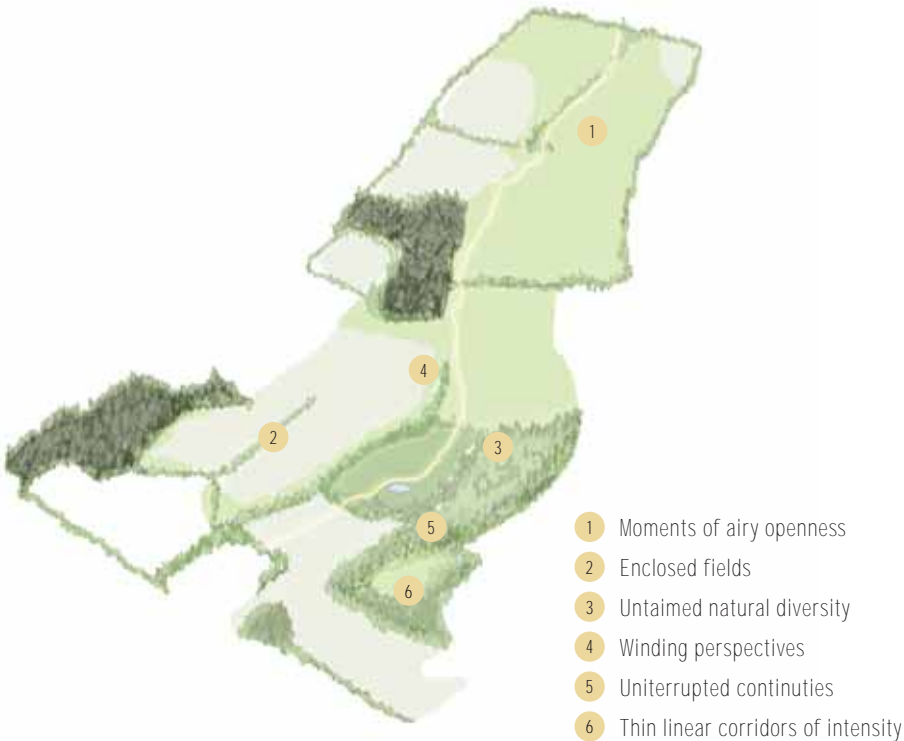 1
4
2
3
5
6
1 Moments of airy openness
2 Enclosed fields
3 Untaimed natural diversity
4 Winding perspectives
5 Uniterrupted continuties
6 Thin linear corridors of intensity